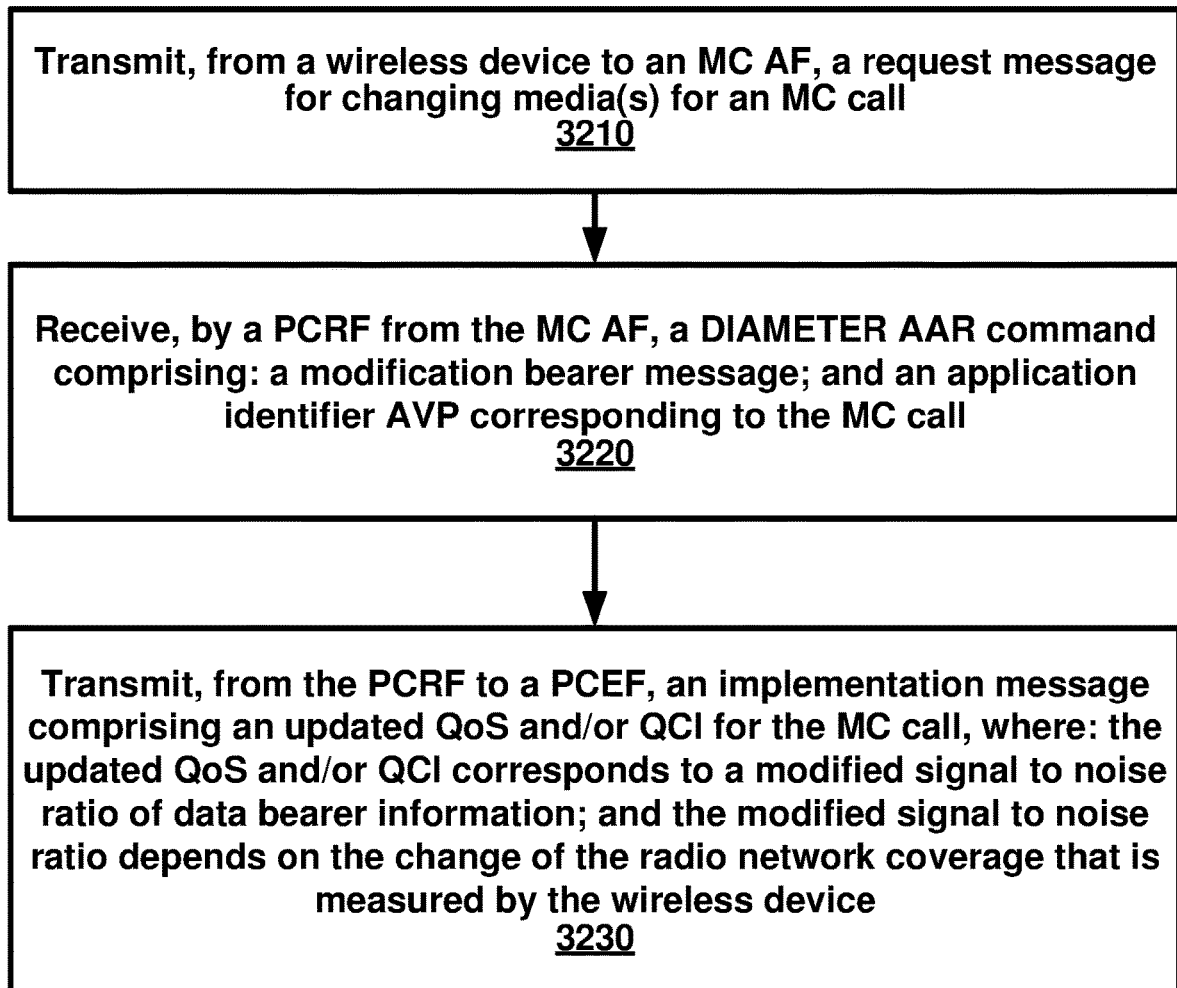 Transmit, from a wireless device to an MC AF, a request message
for changing media(s) for an MC call
3210
Receive, by a PCRF from the MC AF, a DIAMETER AAR command
comprising: a modification bearer message; and an application
identifier AVP corresponding to the MC call
3220
Transmit, from the PCRF to a PCEF, an implementation message
comprising an updated QoS and/or QCI for the MC call, where: the
updated QoS and/or QCI corresponds to a modified signal to noise
ratio of data bearer information; and the modified signal to noise
ratio depends on the change of the radio network coverage that is
measured by the wireless device
3230